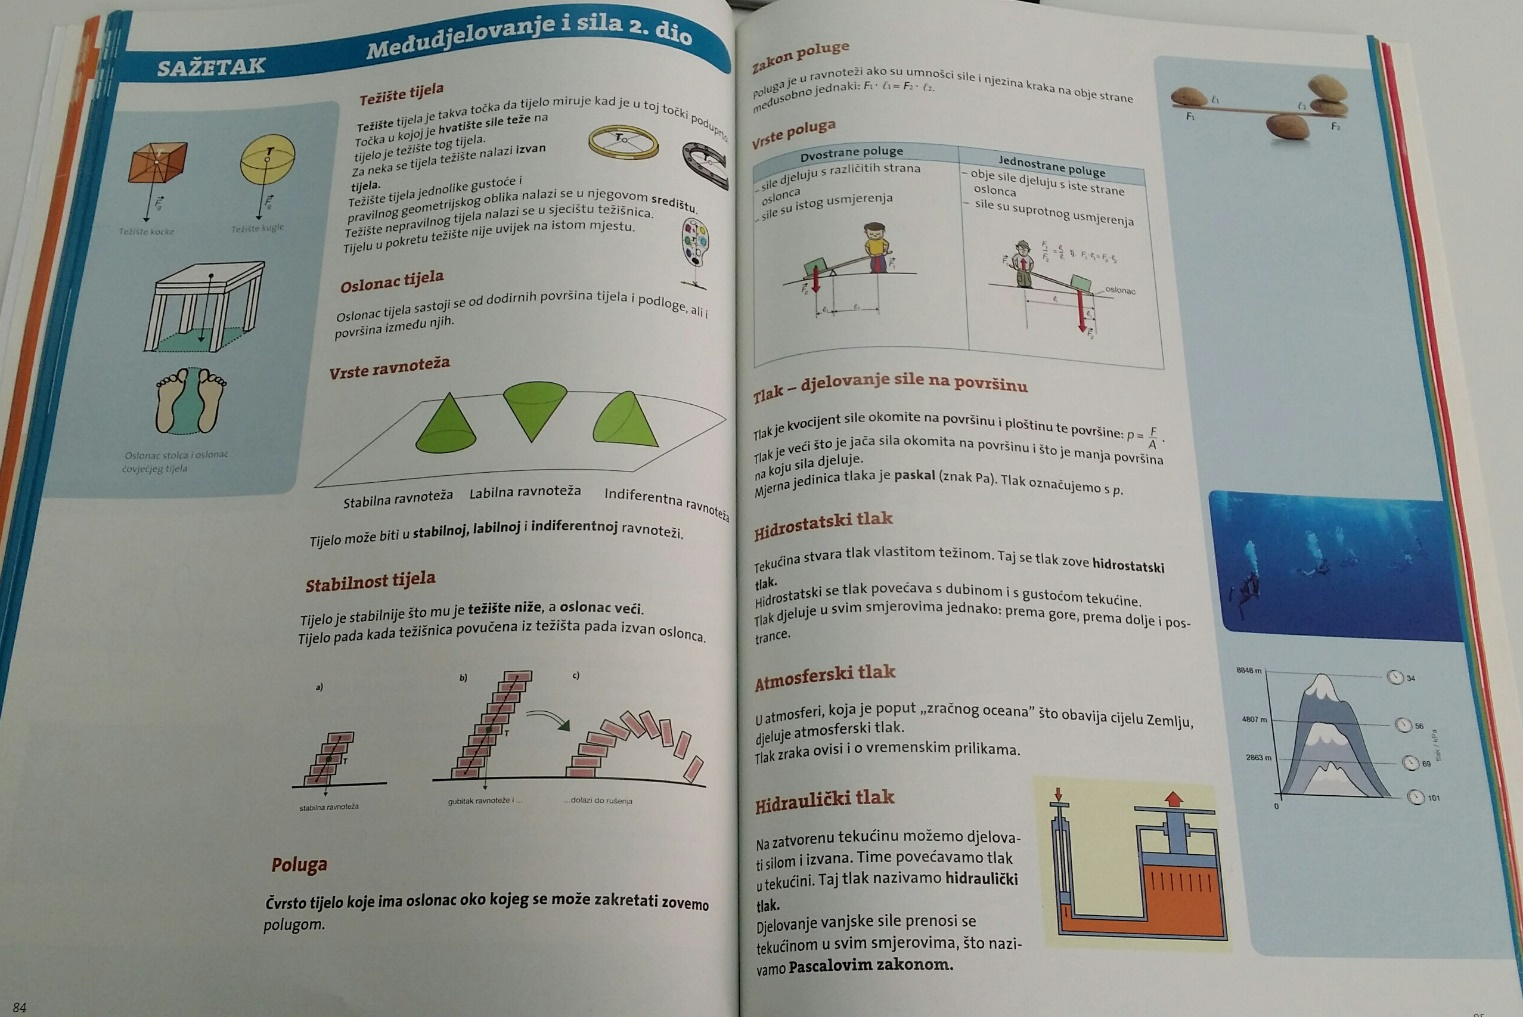 SAŽETAK
Međudjelovanje i sila 2. dio
Težište kocke
Težište kugle
Oslonac stolca i oslonac
čovječjeg tijela
Težište tijela
Težište tijela je takva točka da tijelo miruje kad je u toj točki poduprto
Točka u kojoj je hvatište sile teže na
tijelo je težište tog tijela.
Za neka se tijela težište nalazi izvan
tijela.
Težište tijela jednolike gustoće i
pravilnog geometrijskog oblika nalazi se u njegovom središtu.
Težište nepravilnog tijela nalazi se u sjecištu težišnica.
Tijelu u pokretu težište nije uvijek na istom mjestu.
Oslonac tijela
Oslonac tijela sastoji se od dodirnih površina tijela i podloge, ali i
površina između njih.
Vrste ravnoteža
Stabilna ravnoteža Labilna ravnoteža Indiferentna ravnoteža
Tijelo može biti u stabilnoj, labilnoj i indiferentnoj ravnoteži.
Stabilnost tijela
Tijelo je stabilnije što mu je težište niže, a oslonac veći.
Tijelo pada kada težišnica povučena iz težišta pada izvan oslonca.
a)
b)
c)
T
T
stabilna ravnoteža
gubitak ravnoteže i ...
...dolazi do rušenja
Poluga
Čvrsto tijelo koje ima oslonac oko kojeg se može zakretati zovemo
polugom.
84
Zakon poluge
Poluga je u ravnoteži ako su umnošci sile i njezina kraka na obje strane
međusobno jednaki: F₁ · ℓ₁ = F₂ · ℓ₂.
ℓ₁
ℓ₂
F₁
F₂
Vrste poluga
Dvostrane poluge
– sile djeluju s različitih strana
oslonca
– sile su istog usmjerenja
Jednostrane poluge
– obje sile djeluju s iste strane
oslonca
– sile su suprotnog usmjerenja
oslonac
Tlak – djelovanje sile na površinu
Tlak je kvocijent sile okomite na površinu i ploštinu te površine: p = F/A.
Tlak je veći što je jača sila okomita na površinu i što je manja površina
na koju sila djeluje.
Mjerna jedinica tlaka je paskal (znak Pa). Tlak označujemo s p.
Hidrostatski tlak
Tekućina stvara tlak vlastitom težinom. Taj se tlak zove hidrostatski
tlak.
Hidrostatski se tlak povećava s dubinom i s gustoćom tekućine.
Tlak djeluje u svim smjerovima jednako: prema gore, prema dolje i pos-
trance.
Atmosferski tlak
U atmosferi, koja je poput „zračnog oceana” što obavija cijelu Zemlju,
djeluje atmosferski tlak.
Tlak zraka ovisi i o vremenskim prilikama.
8848 m
34
4807 m
56
2863 m
69
0
101
tlak / kPa
Hidraulički tlak
Na zatvorenu tekućinu možemo djelova-
ti silom i izvana. Time povećavamo tlak
u tekućini. Taj tlak nazivamo hidraulički
tlak.
Djelovanje vanjske sile prenosi se
tekućinom u svim smjerovima, što nazi-
vamo Pascalovim zakonom.